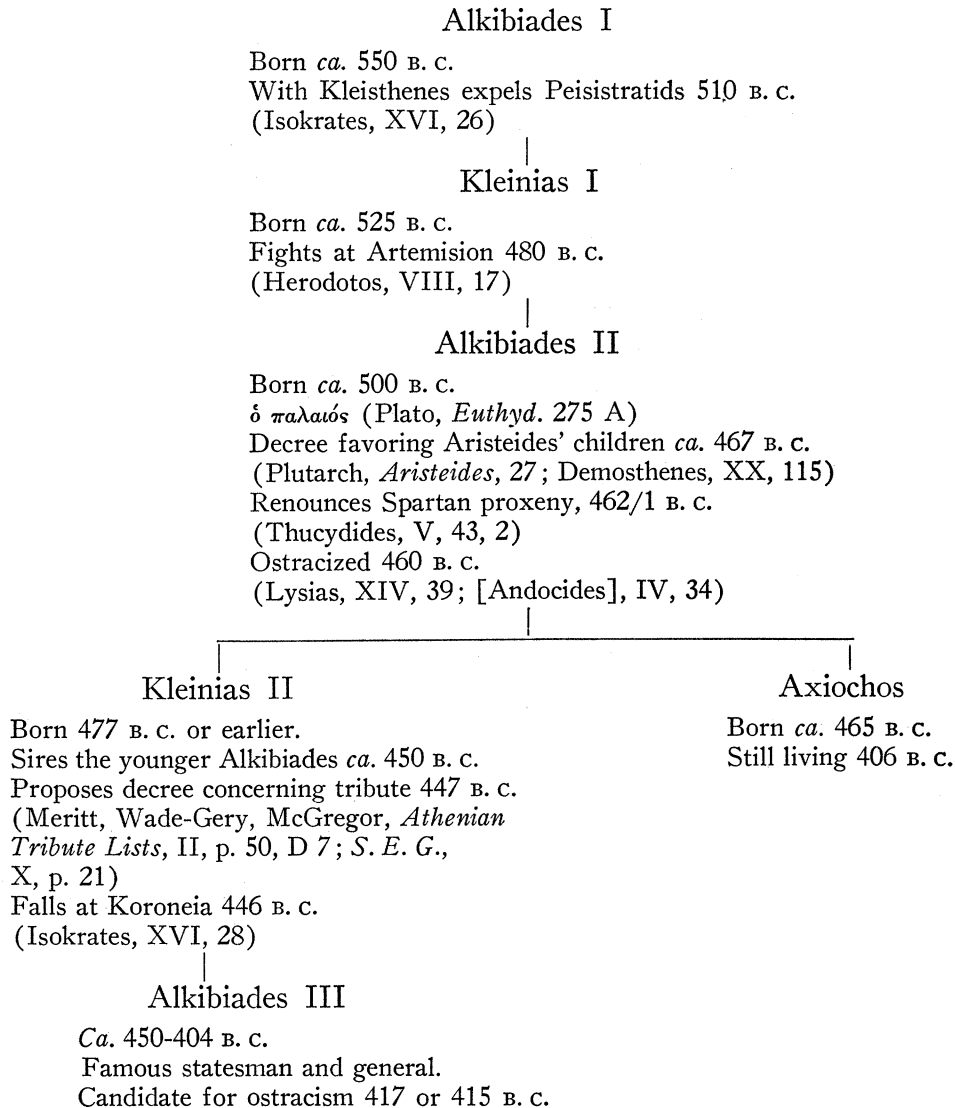 Alkibiades I
Born ca. 550 B. C.
With Kleisthenes expels Peisistratids 510 B. C.
(Isokrates, XVI, 26)
Kleinias I
Born ca. 525 B. C.
Fights at Artemision 480 B. C.
(Herodotos, VIII, 17)
Alkibiades II
Born ca. 500 B. C.
ὁ παλαιός (Plato, Euthyd. 275 A)
Decree favoring Aristeides' children ca. 467 B. C.
(Plutarch, Aristeides, 27; Demosthenes, XX, 115)
Renounces Spartan proxeny, 462/1 B. C.
(Thucydides, V, 43, 2)
Ostracized 460 B. C.
(Lysias, XIV, 39; [Andocides], IV, 34)
Kleinias II
Born 477 B. C. or earlier.
Sires the younger Alkibiades ca. 450 B. C.
Proposes decree concerning tribute 447 B. C.
(Meritt, Wade-Gery, McGregor, Athenian
Tribute Lists, II, p. 50, D 7; S. E. G.,
X, p. 21)
Falls at Koroneia 446 B. C.
(Isokrates, XVI, 28)
Axiochos
Born ca. 465 B. C.
Still living 406 B. C.
Alkibiades III
Ca. 450-404 B. C.
Famous statesman and general.
Candidate for ostracism 417 or 415 B. C.